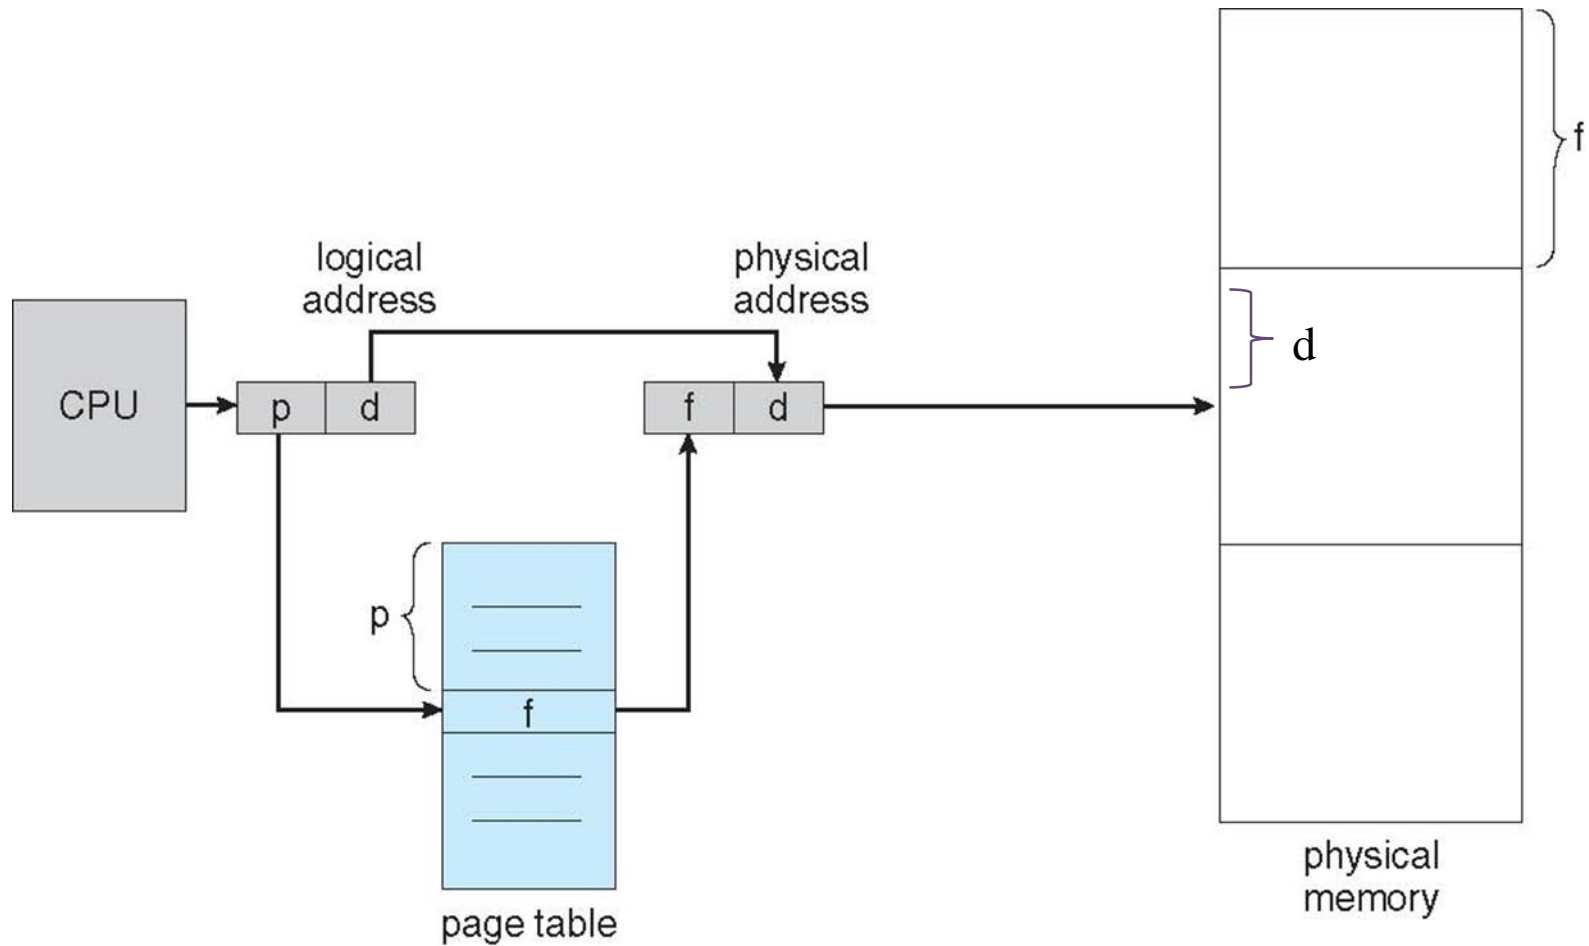 f
logical
address
physical
address
d
CPU
p d
f d
p
f
physical
memory
page table